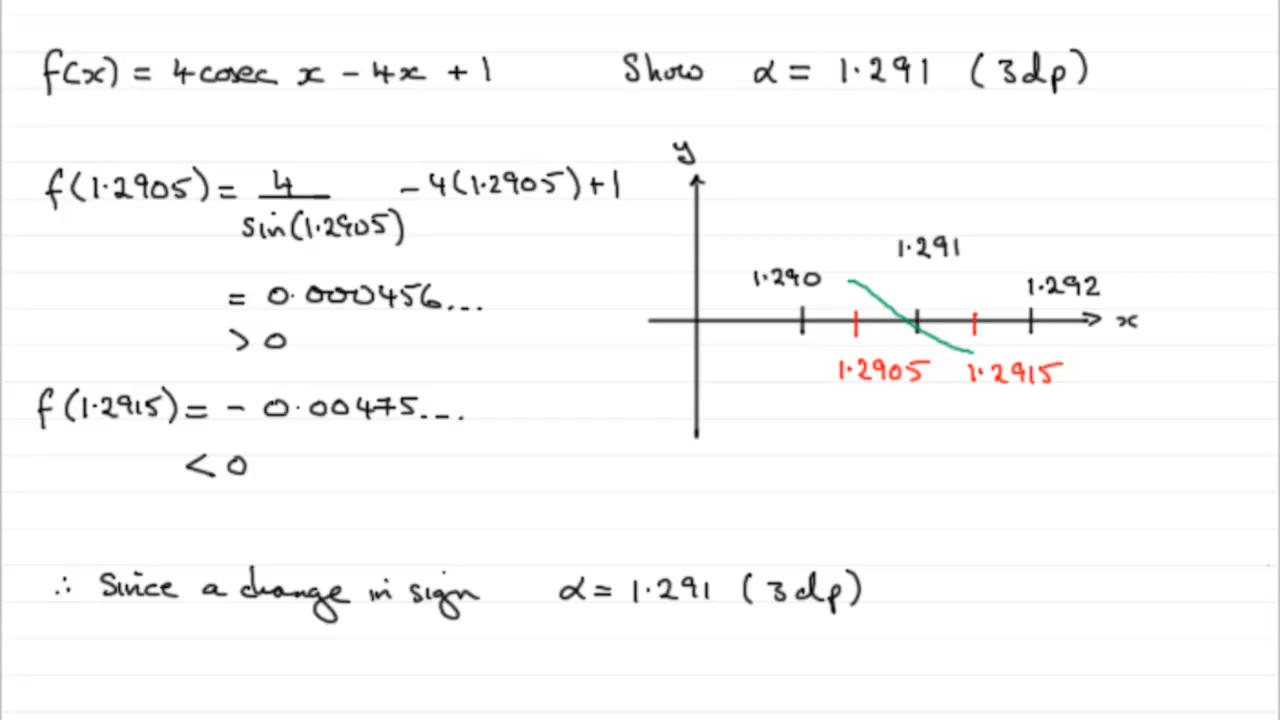 f(x) = 4cosec x - 4x + 1 Show α = 1.291 (3dp)
f(1.2905) = 4/sin(1.2905) - 4(1.2905) + 1
= 0.000456...
> 0
f(1.2915) = - 0.00475...
< 0
y
1.291
1.290
1.292
x
1.2905 1.2915
∴ Since a change in sign α = 1.291 (3dp)